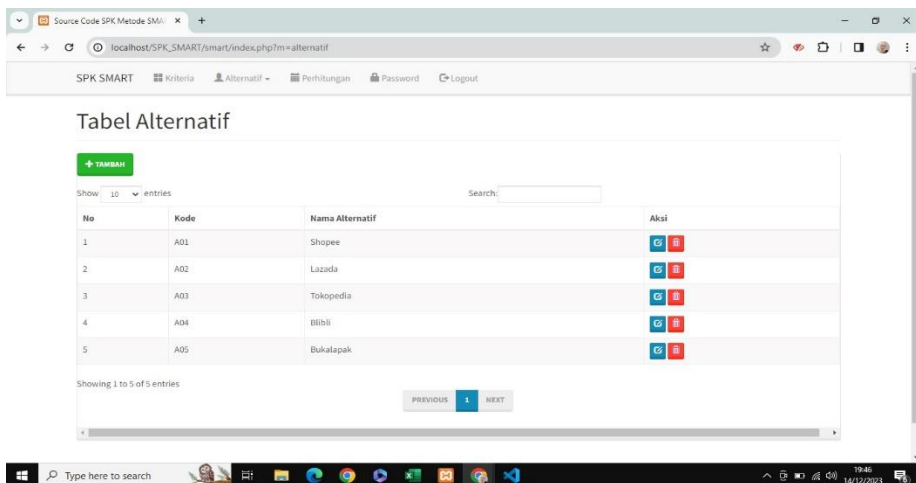 Source Code SPK Metode SMA
localhost/SPK_SMART/smart/index.php?m=alternatif
SPK SMART Kriteria Alternatif Perhitungan Password Logout
Tabel Alternatif
+ TAMBAH
Show 10 entries Search:
No Kode Nama Alternatif Aksi
1 A01 Shopee
2 A02 Lazada
3 A03 Tokopedia
4 A04 Blibli
5 A05 Bukalapak
Showing 1 to 5 of 5 entries
PREVIOUS 1 NEXT
Type here to search
19:46
14/12/2023